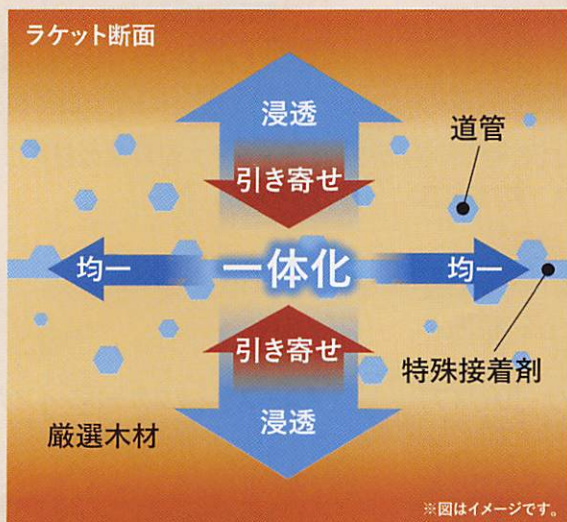 ラケット断面
浸透
道管
引き寄せ
均一
一体化
均一
引き寄せ
特殊接着剤
浸透
厳選木材
※図はイメージです。